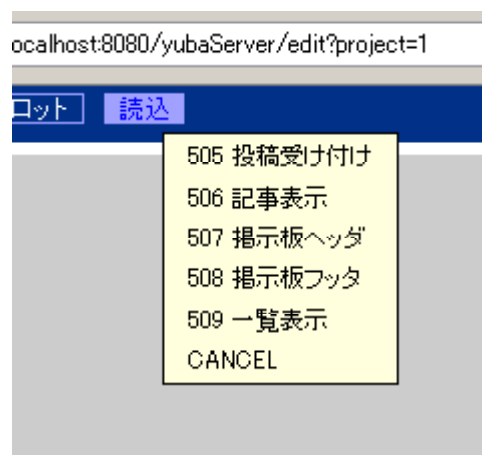 ocalhost:8080/yubaServer/edit?project=1
ロット 読込
505 投稿受け付け
506 記事表示
507 掲示板ヘッダ
508 掲示板フッタ
509 一覧表示
CANCEL